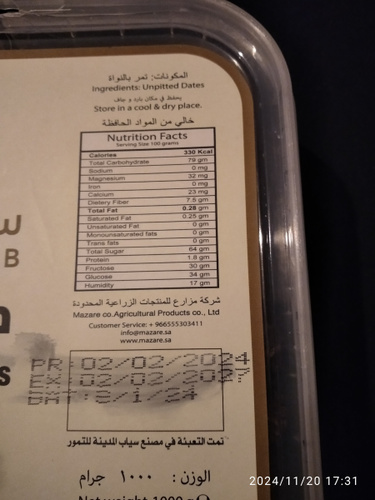 المكونات: تمر بالنواة
Ingredients: Unpitted Dates
يحفظ في مكان بارد و جاف
Store in a cool & dry place.
خالي من المواد الحافظة
Nutrition Facts
Serving Size 100 grams
Calories 330 Kcal
Total Carbohydrate 79 gm
Sodium 0 mg
Magnesium 32 mg
Iron 0 mg
Calcium 23 mg
Dietary Fiber 7.5 gm
Total Fat 0.28 gm
Saturated Fat 0.25 gm
Unsaturated Fat 0 gm
Monounsaturated fats 0 gm
Trans fats 0 gm
Total Sugar 64 gm
Protein 1.8 gm
Fructose 30 gm
Glucose 34 gm
Humidity 17 gm
B
شركة مزارع للمنتجات الزراعية المحدودة
Mazare co.Agricultural Products co., Ltd
Customer Service: + 966555303411
info@mazare.sa
www.mazare.sa
PR:02/02/2024
EX:02/02/2027
BAT:2/1/24
تمت التعبئة في مصنع سياب المدينة للتمور
الوزن: ١٠٠٠ جرام
2024/11/20 17:31